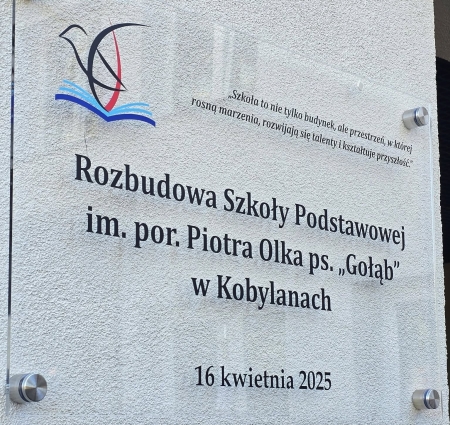 „Szkoła to nie tylko budynek, ale przestrzeń, w której
rosną marzenia, rozwijają się talenty i kształtuje przyszłość.”
Rozbudowa Szkoły Podstawowej
im. por. Piotra Olka ps. „Gołąb”
w Kobylanach
16 kwietnia 2025